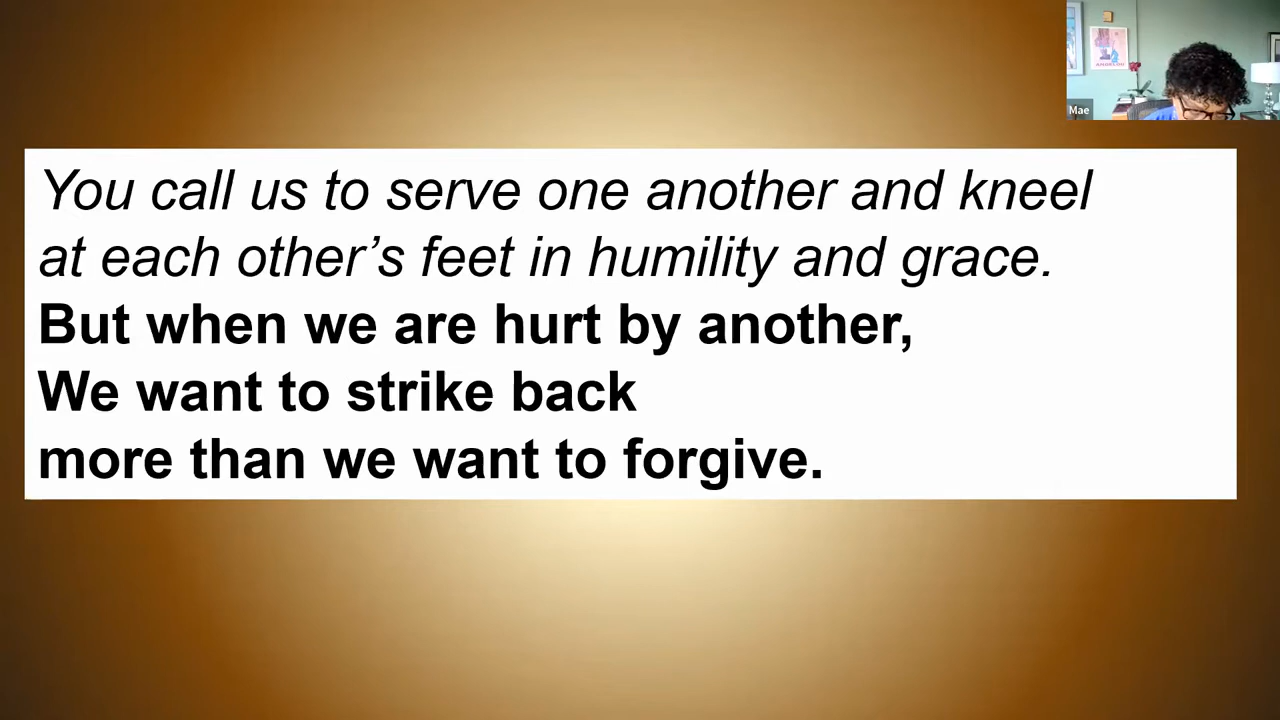 Mae
You call us to serve one another and kneel
at each other’s feet in humility and grace.
But when we are hurt by another,
We want to strike back
more than we want to forgive.